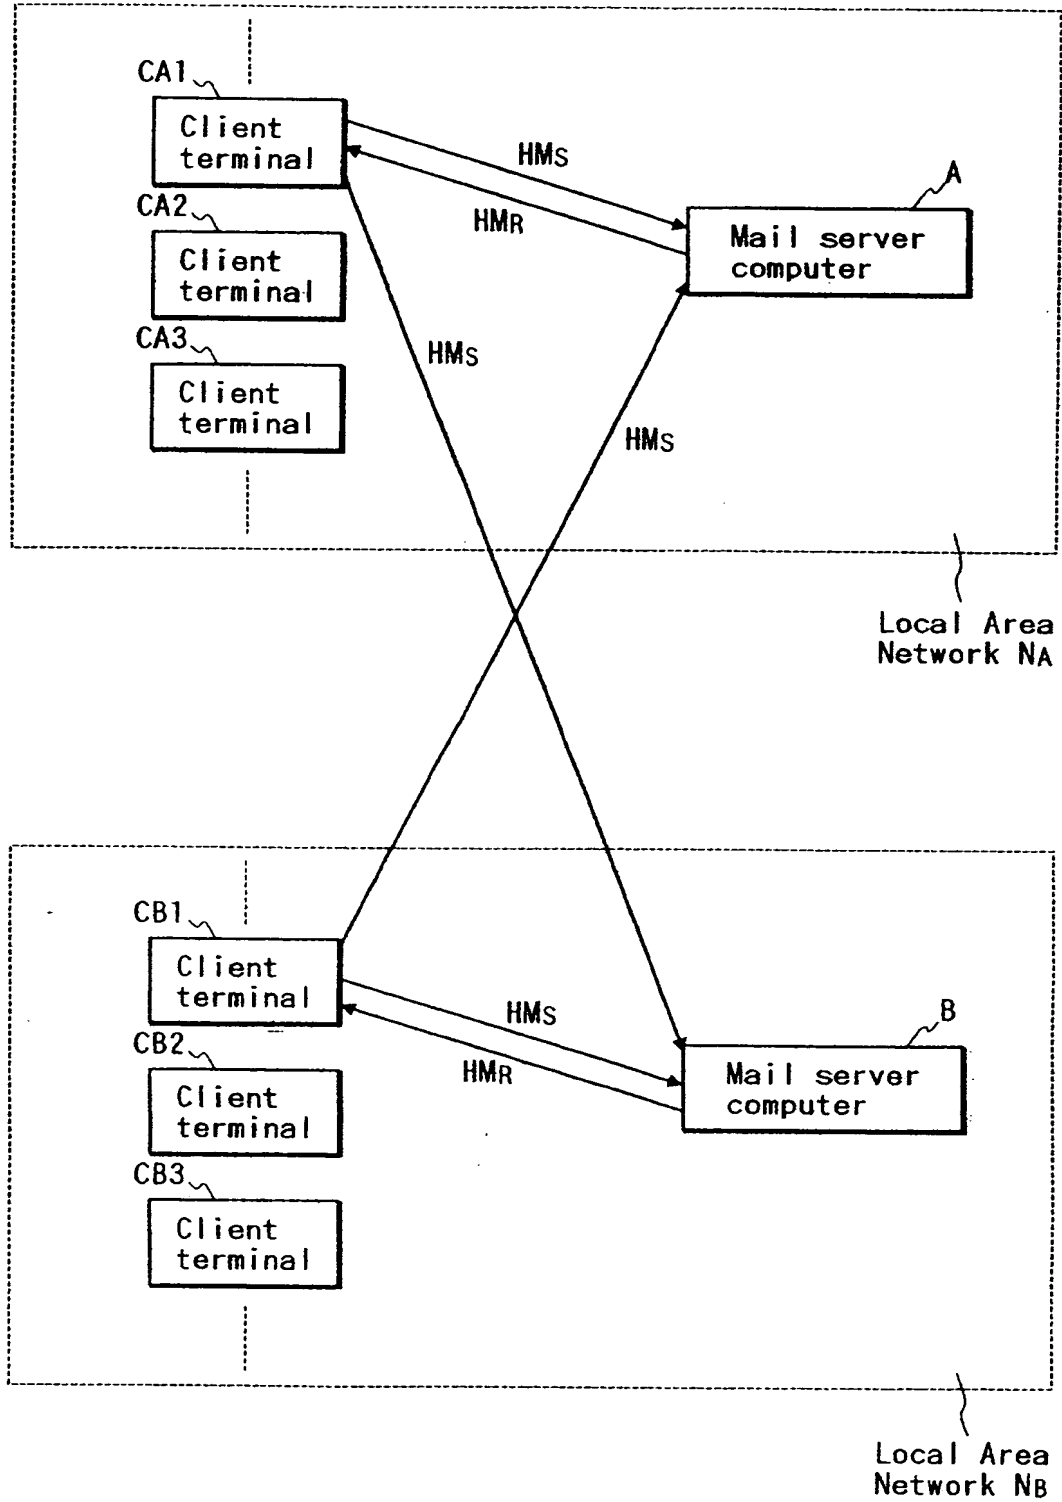 CA1
Client
terminal
HMS
A
CA2
HMR
Mail server
computer
Client
terminal
CA3
HMS
Client
terminal
HMS
Local Area
Network NA
CB1
Client
terminal
HMS
B
CB2
HMR
Mail server
computer
Client
terminal
CB3
Client
terminal
Local Area
Network NB